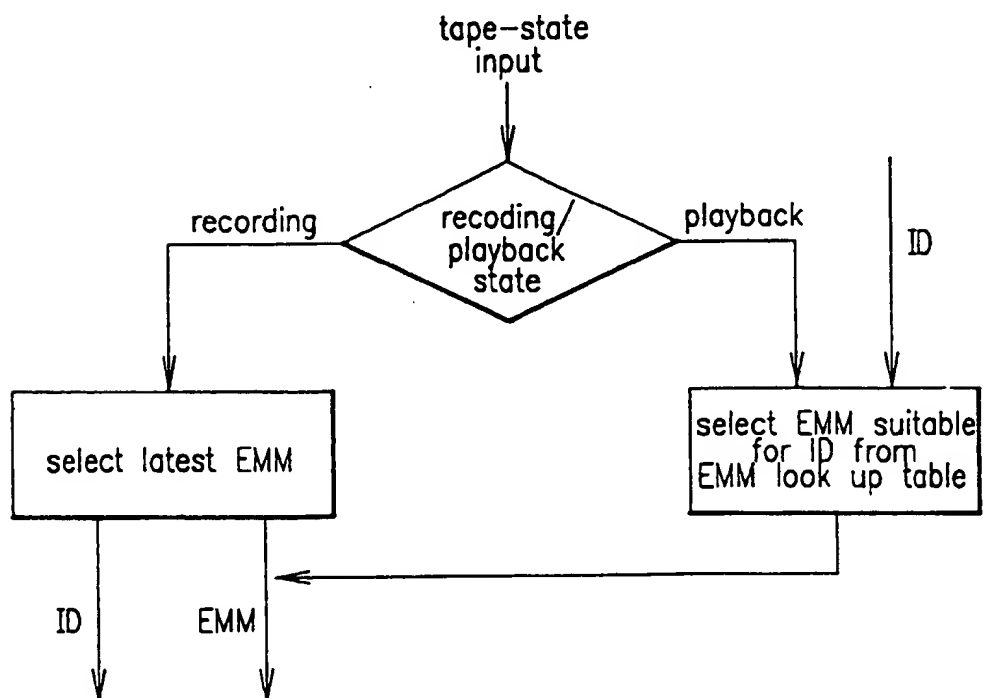 tape-state
input
recording
recoding/
playback
state
playback
ID
select latest EMM
select EMM suitable
for ID from
EMM look up table
ID
EMM